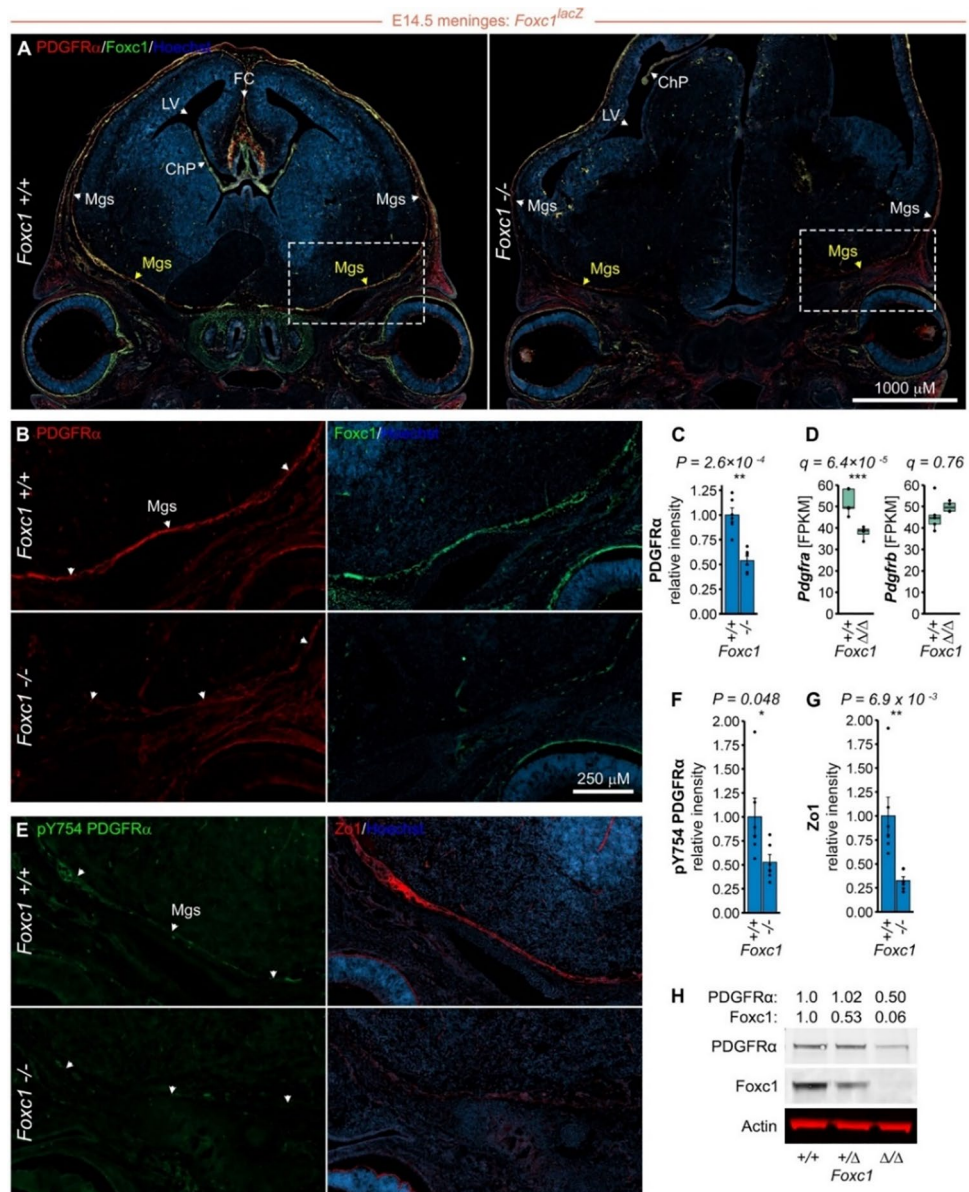 E14.5 meninges: Foxc1lacZ
A PDGFRα/Foxc1/Hoechst
FC
LV
ChP
Mgs
Mgs
Mgs
Mgs
Foxc1 +/+
ChP
LV
Mgs
Mgs
Mgs
Mgs
Foxc1 -/-
1000 μM
B PDGFRα
Foxc1/Hoechst
Mgs
Foxc1 +/+
Foxc1 -/-
250 μM
C
P = 2.6×10 -4
**
PDGFRα
relative inensity
1.25
1.00
0.75
0.50
0.25
0.00
+/+
-/-
Foxc1
D
q = 6.4×10 -5
***
Pdgfra [FPKM]
60
50
40
30
20
10
0
+/+
Δ/Δ
Foxc1
q = 0.76
Pdgfrb [FPKM]
60
50
40
30
20
10
0
+/+
Δ/Δ
Foxc1
E pY754 PDGFRα
Zo1/Hoechst
Mgs
Foxc1 +/+
Foxc1 -/-
F
P = 0.048
*
pY754 PDGFRα
relative inensity
2.00
1.75
1.50
1.25
1.00
0.75
0.50
0.25
0.00
+/+
-/-
Foxc1
G
P = 6.9 x 10 -3
**
Zo1
relative inensity
2.00
1.75
1.50
1.25
1.00
0.75
0.50
0.25
0.00
+/+
-/-
Foxc1
H
PDGFRα: 1.0 1.02 0.50
Foxc1: 1.0 0.53 0.06
PDGFRα
Foxc1
Actin
+/+ +/Δ Δ/Δ
Foxc1